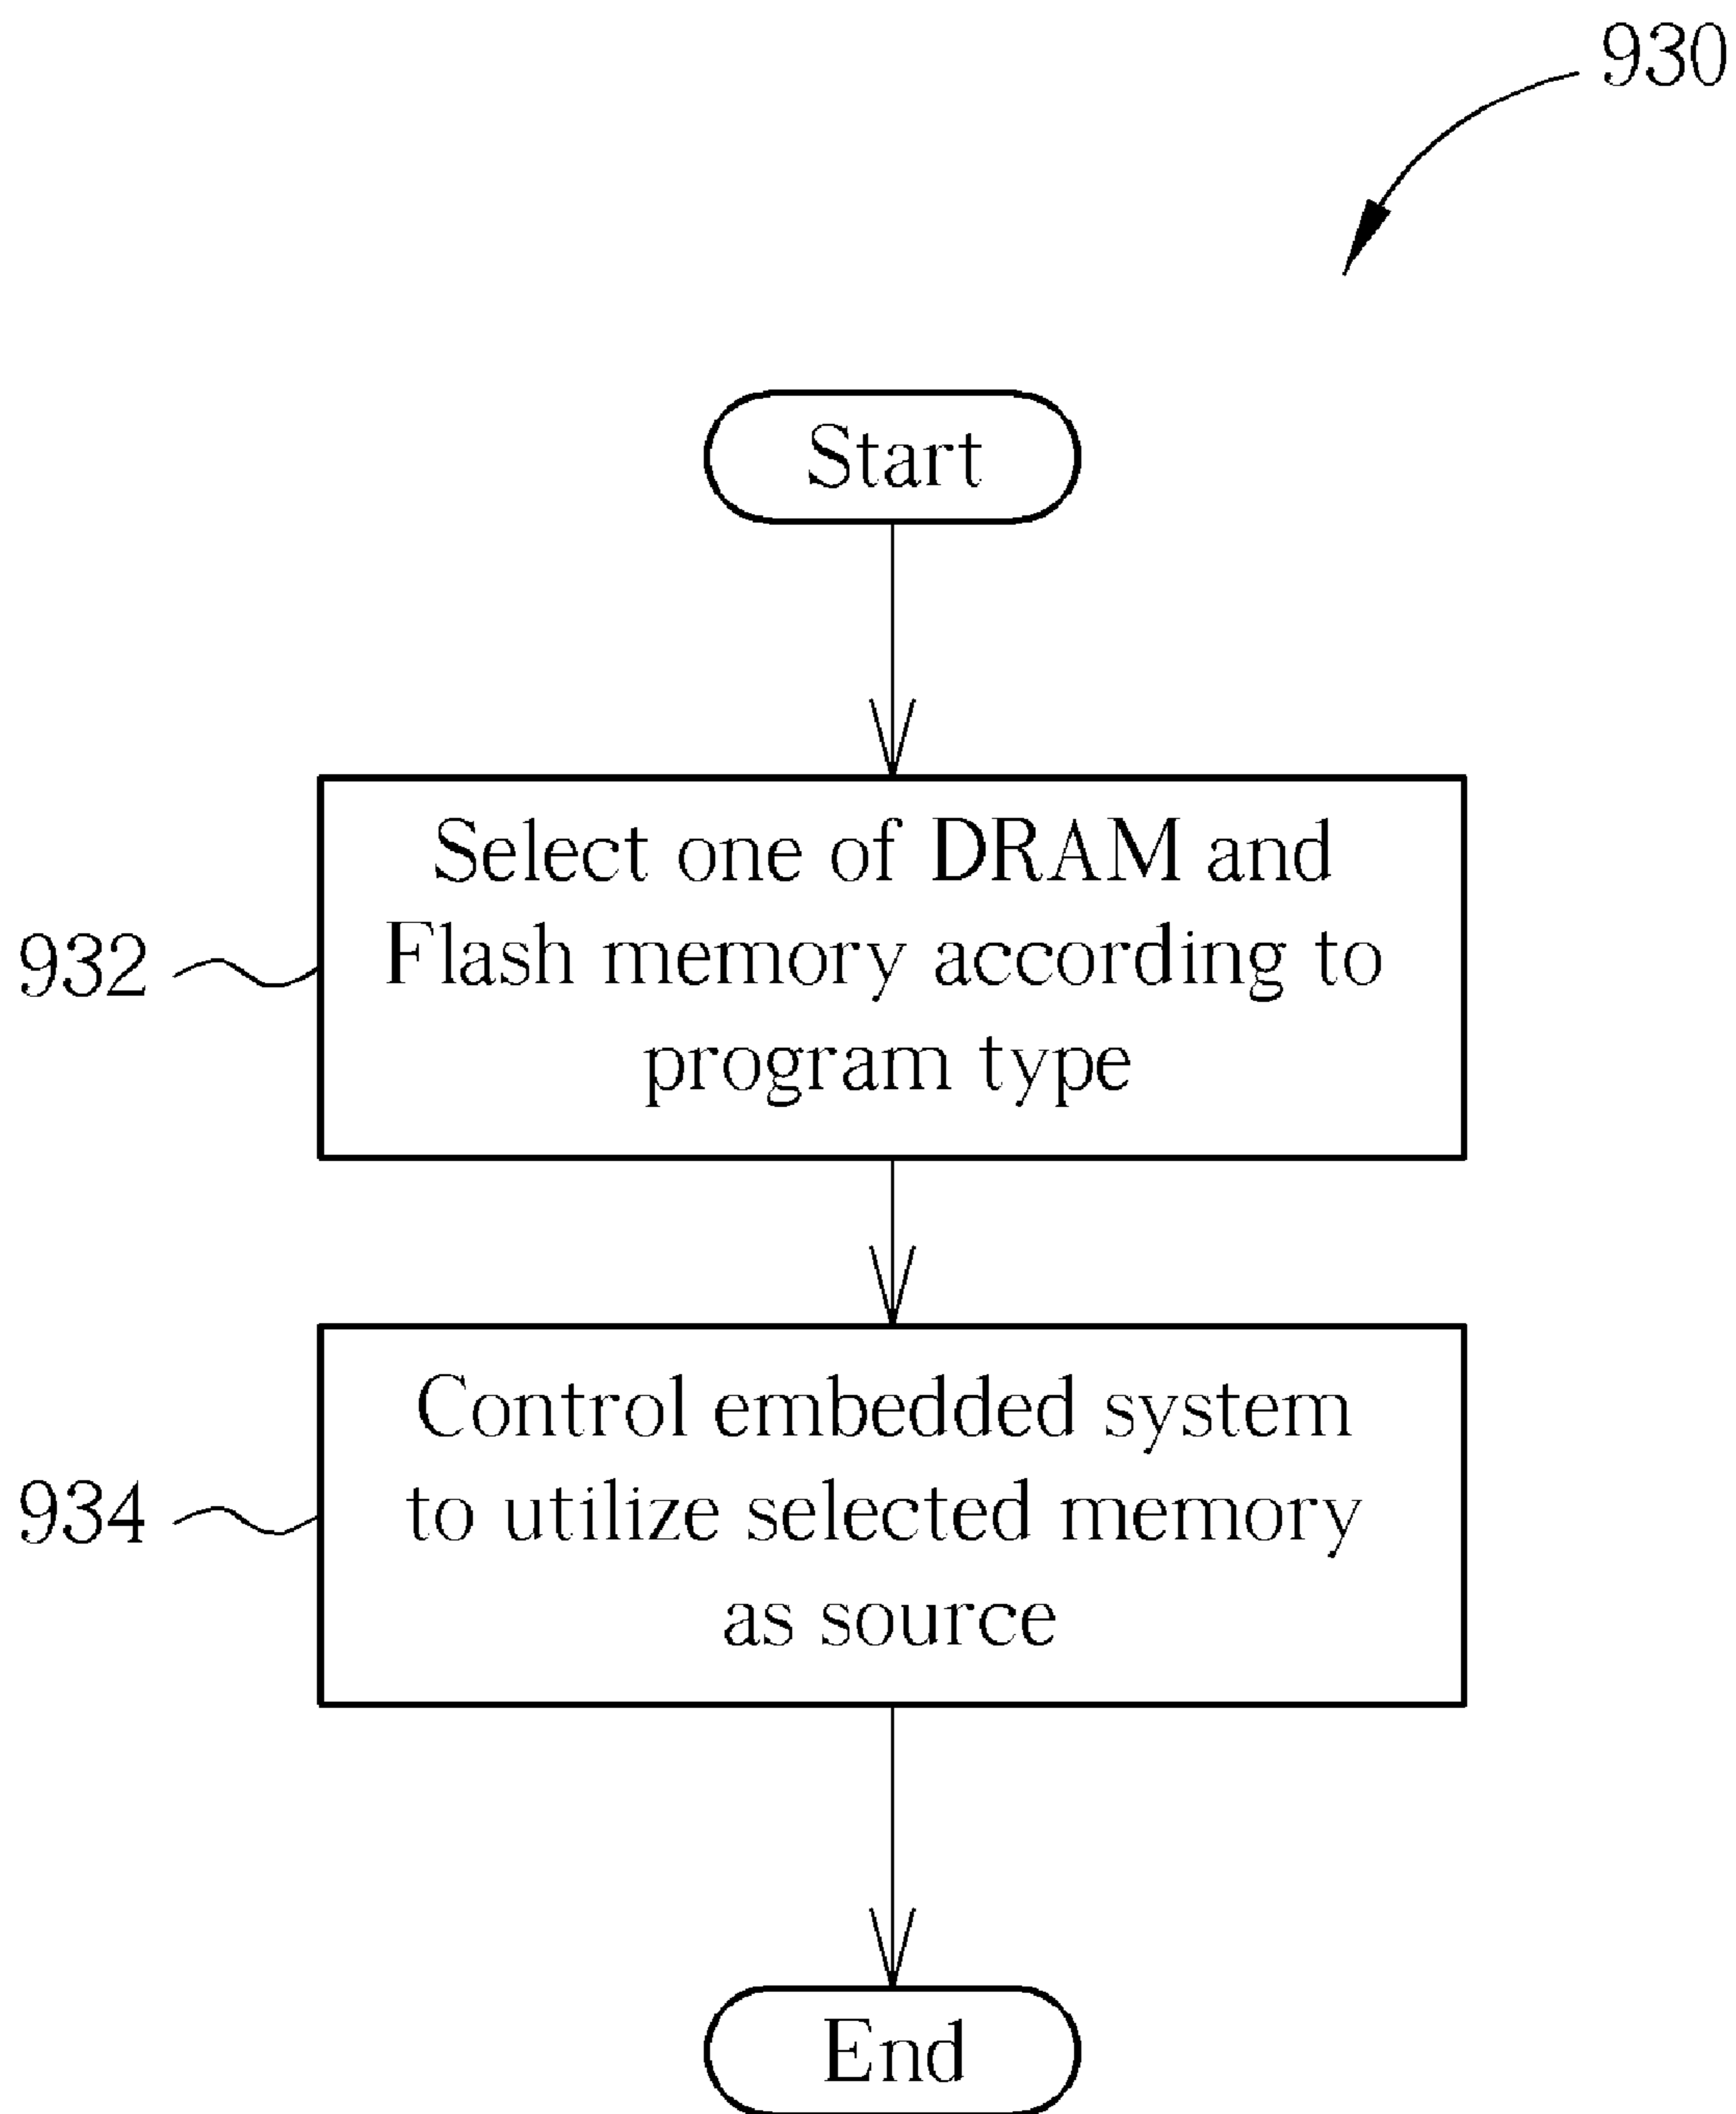 930
Start
Select one of DRAM and
Flash memory according to
program type
932
Control embedded system
to utilize selected memory
as source
934
End